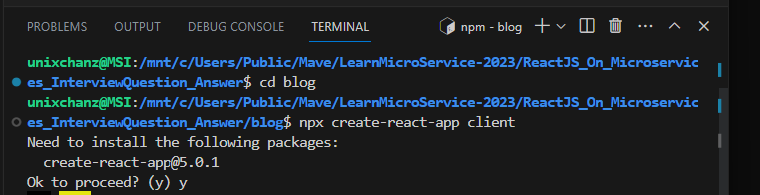 PROBLEMS OUTPUT DEBUG CONSOLE TERMINAL npm - blog
unixchanz@MSI:/mnt/c/Users/Public/Mave/LearnMicroService-2023/ReactJS_On_Microservic
es_InterviewQuestion_Answer$ cd blog
unixchanz@MSI:/mnt/c/Users/Public/Mave/LearnMicroService-2023/ReactJS_On_Microservic
es_InterviewQuestion_Answer/blog$ npx create-react-app client
Need to install the following packages:
  create-react-app@5.0.1
Ok to proceed? (y) y